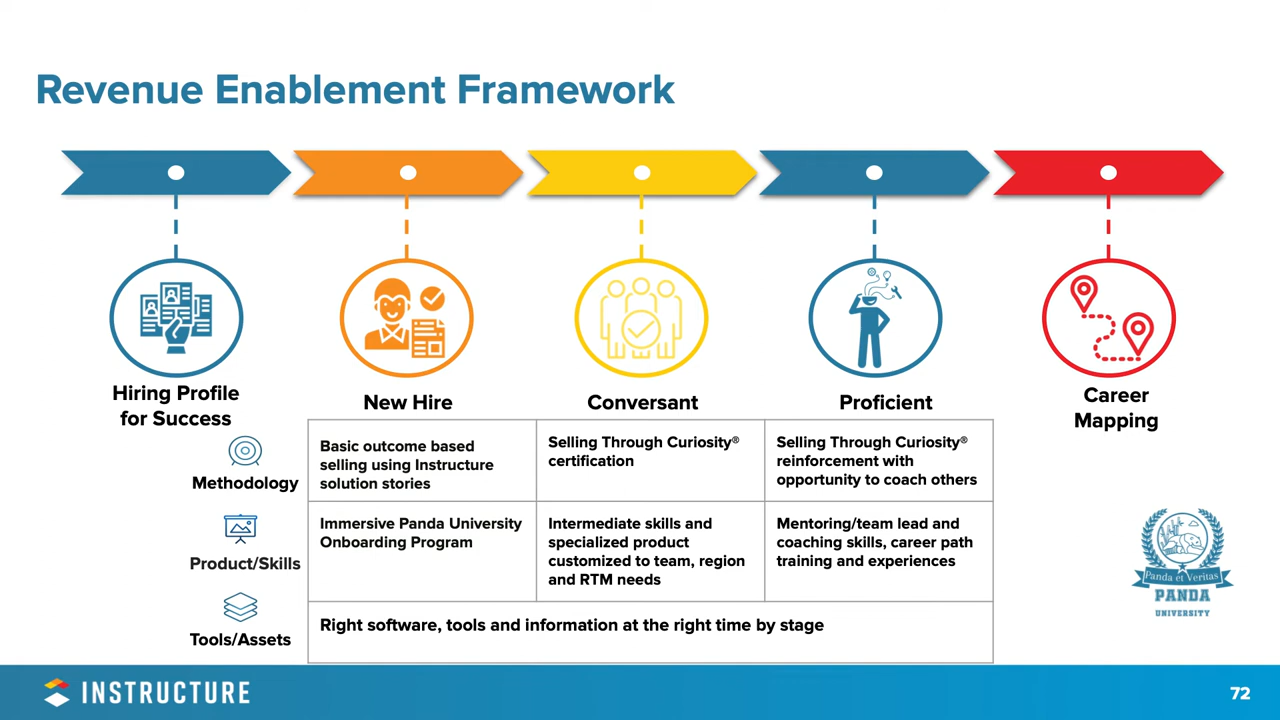 Revenue Enablement Framework
Hiring Profile
for Success
New Hire
Conversant
Proficient
Career
Mapping
Methodology
Basic outcome based
selling using Instructure
solution stories
Selling Through Curiosity®
certification
Selling Through Curiosity®
reinforcement with
opportunity to coach others
Product/Skills
Immersive Panda University
Onboarding Program
Intermediate skills and
specialized product
customized to team, region
and RTM needs
Mentoring/team lead and
coaching skills, career path
training and experiences
Tools/Assets
Right software, tools and information at the right time by stage
Panda et Veritas
PANDA
UNIVERSITY
INSTRUCTURE
72